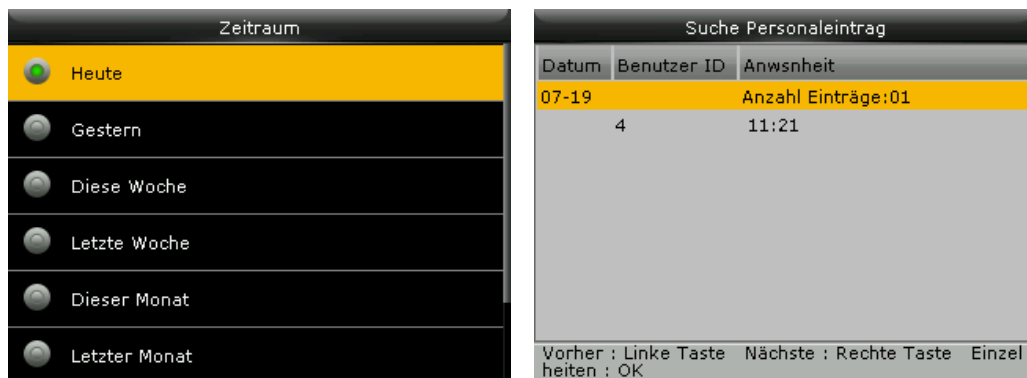 Zeitraum
Heute
Gestern
Diese Woche
Letzte Woche
Dieser Monat
Letzter Monat
Suche Personaleintrag
Datum Benutzer ID Anwsnheit
07-19 Anzahl Einträge:01
4 11:21
Vorher : Linke Taste Nächste : Rechte Taste Einzel
heiten : OK